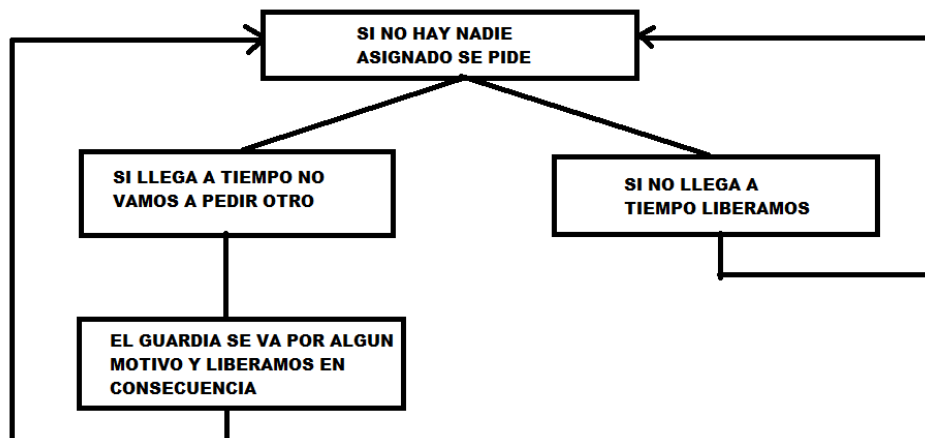 SI NO HAY NADIE
ASIGNADO SE PIDE
SI LLEGA A TIEMPO NO
VAMOS A PEDIR OTRO
SI NO LLEGA A
TIEMPO LIBERAMOS
EL GUARDIA SE VA POR ALGUN
MOTIVO Y LIBERAMOS EN
CONSECUENCIA